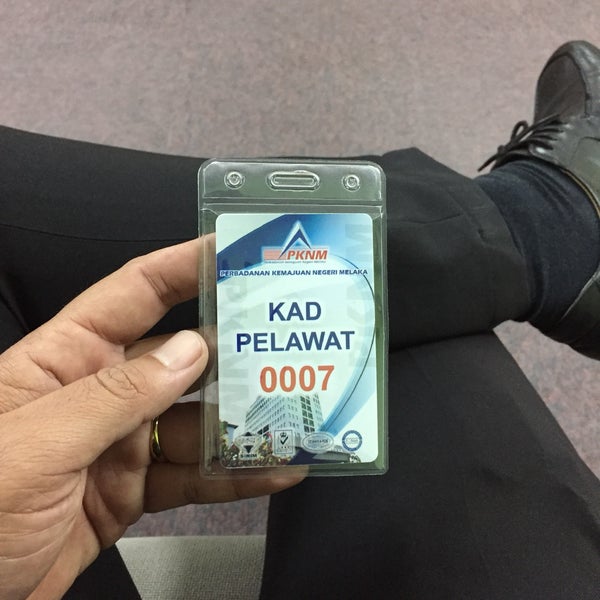 PKNM
PERBADANAN KEMAJUAN NEGERI MELAKA
KAD
PELAWAT
0007